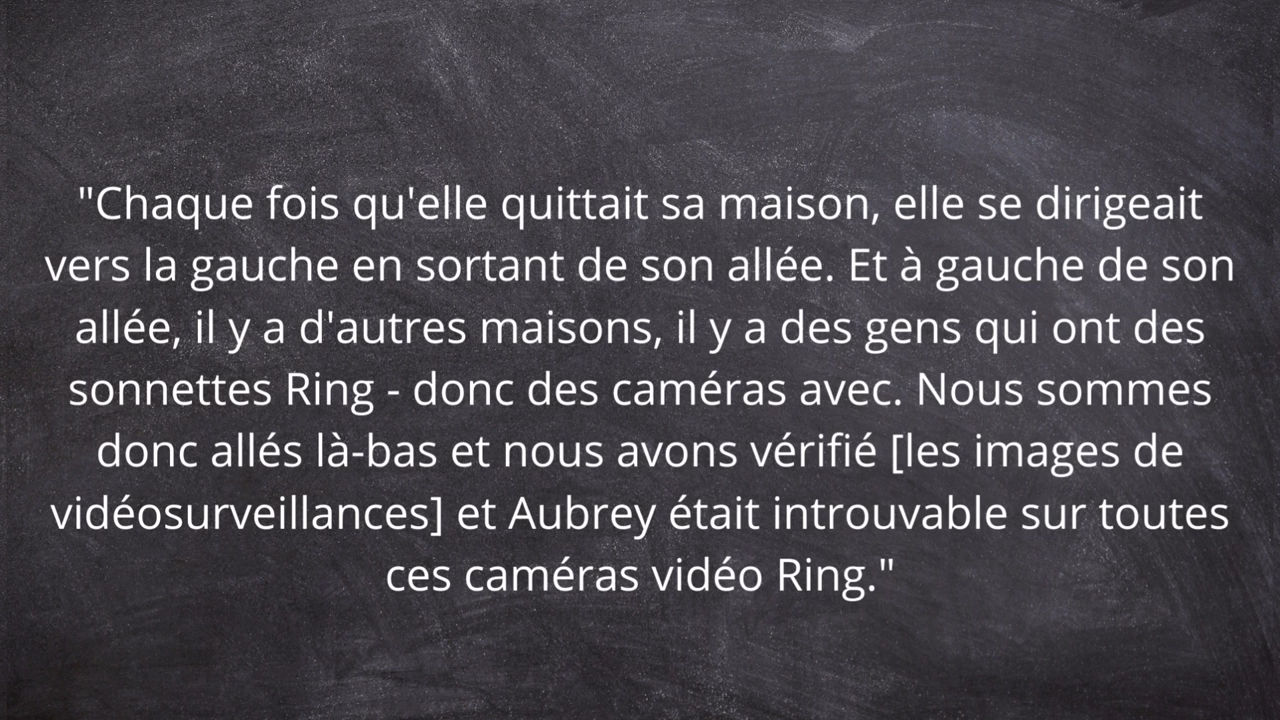 "Chaque fois qu'elle quittait sa maison, elle se dirigeait
vers la gauche en sortant de son allée. Et à gauche de son
allée, il y a d'autres maisons, il y a des gens qui ont des
sonnettes Ring - donc des caméras avec. Nous sommes
donc allés là-bas et nous avons vérifié [les images de
vidéosurveillances] et Aubrey était introuvable sur toutes
ces caméras vidéo Ring."